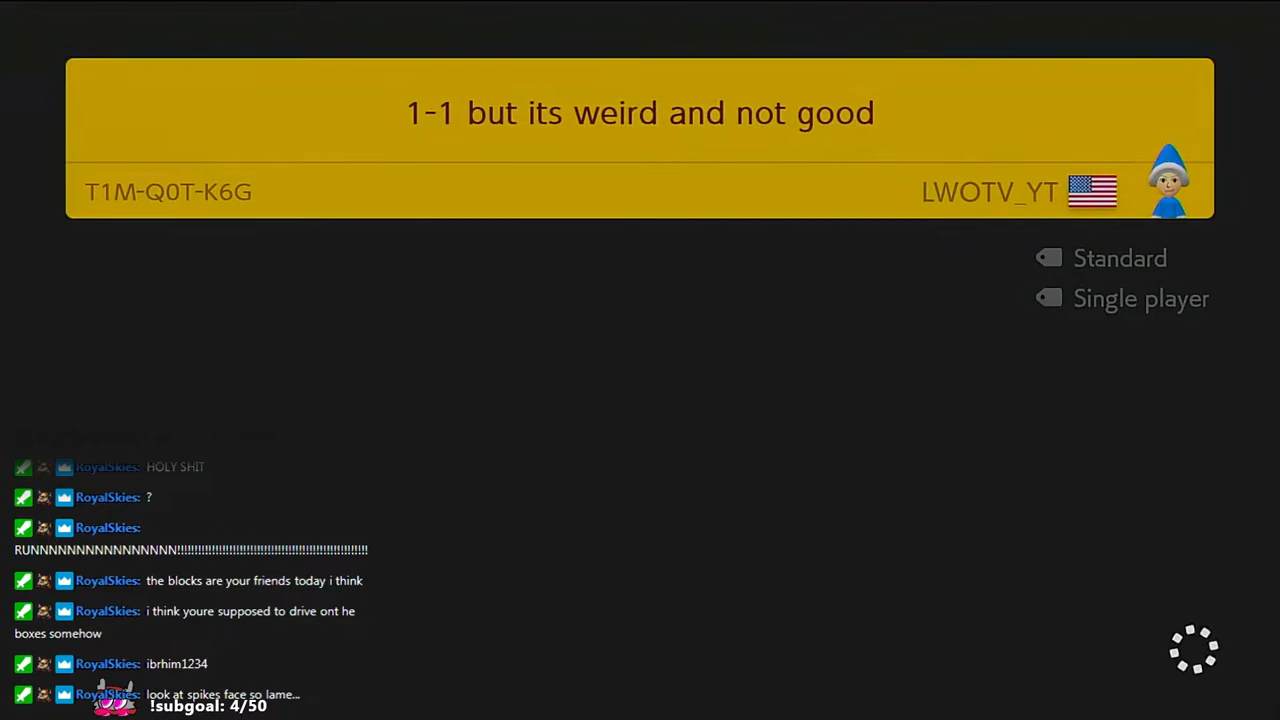 1-1 but its weird and not good
T1M-Q0T-K6G
LWOTV_YT
Standard
Single player
RoyalSkies: HOLY SHIT
RoyalSkies: ?
RoyalSkies:
RUNNNNNNNNNNNNNNNN!!!!!!!!!!!!!!!!!!!!!!!!!!!!!!!!!!!!!!!!!!!!!!!!!!!!!!!
RoyalSkies: the blocks are your friends today i think
RoyalSkies: i think youre supposed to drive ont he
boxes somehow
RoyalSkies: ibrhim1234
RoyalSkies: look at spikes face so lame...
!subgoal: 4/50